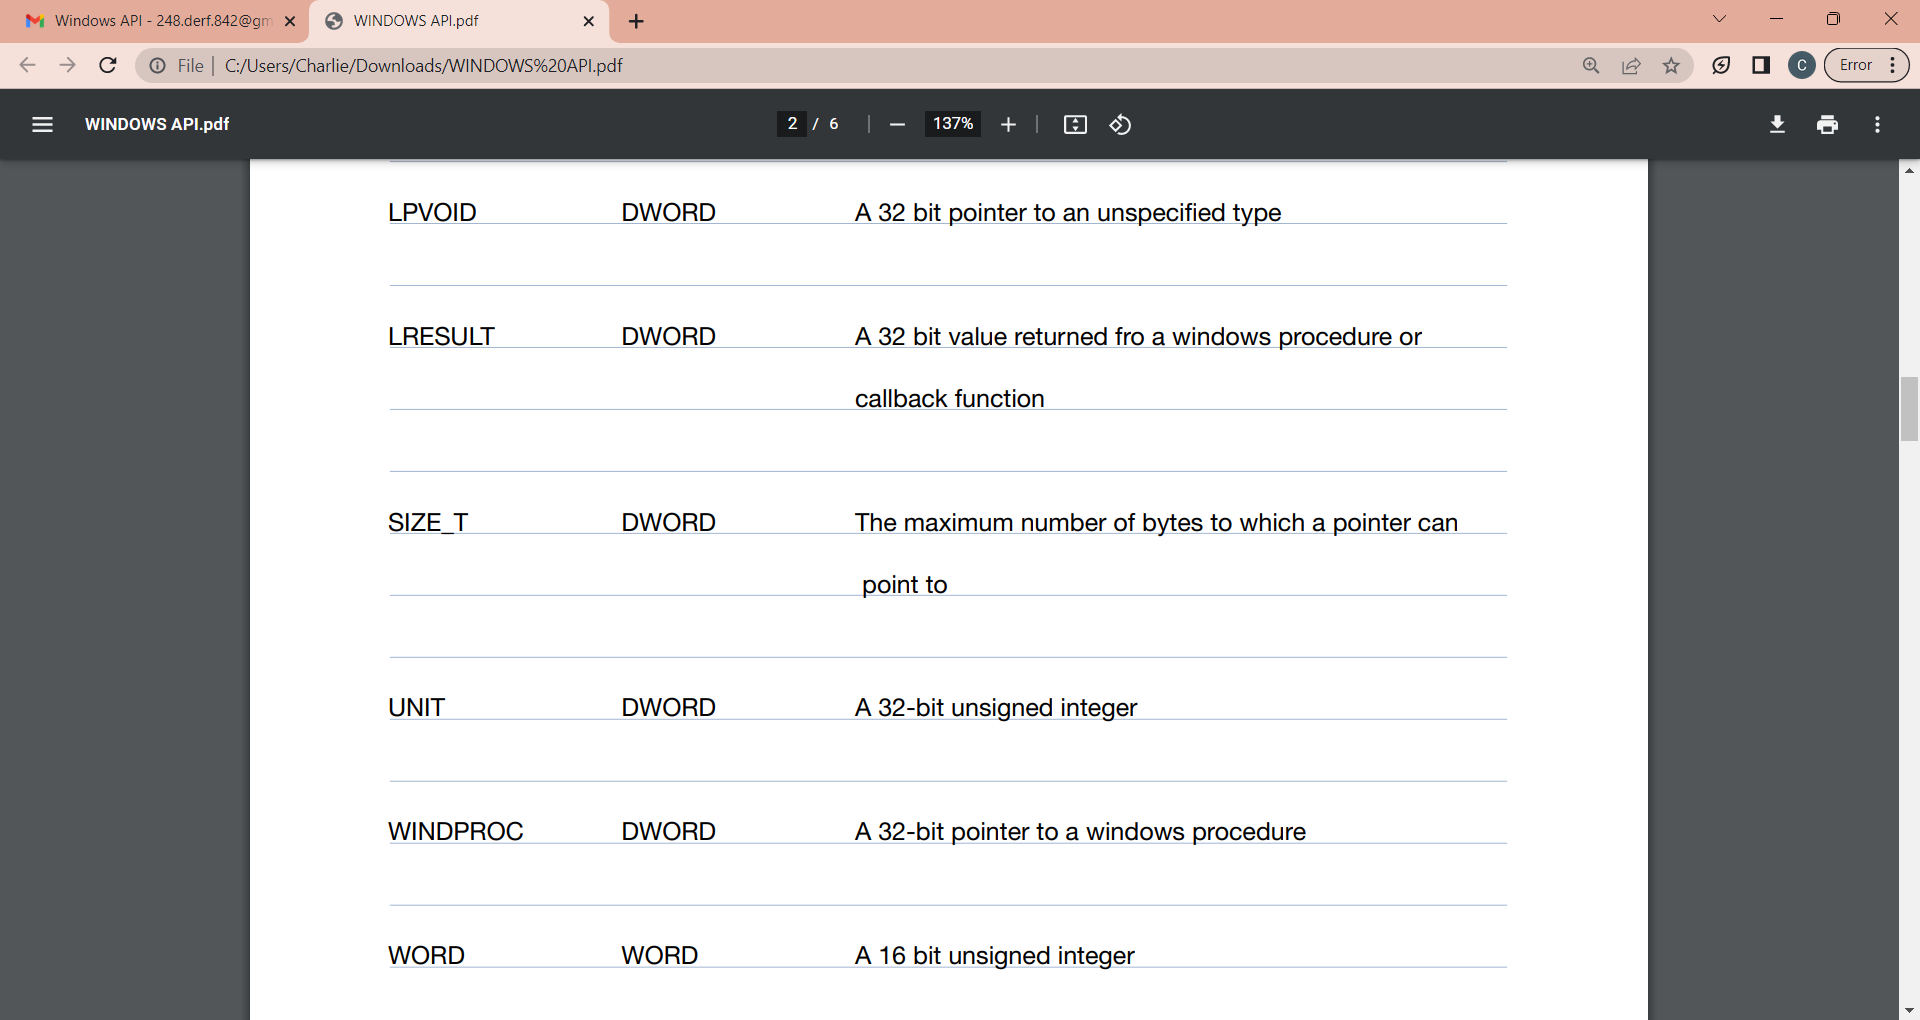 Windows API - 248.derf.842@gm
WINDOWS API.pdf
File | C:/Users/Charlie/Downloads/WINDOWS%20API.pdf
C
Error
WINDOWS API.pdf
2 / 6
137%
LPVOID DWORD A 32 bit pointer to an unspecified type
LRESULT DWORD A 32 bit value returned fro a windows procedure or
callback function
SIZE_T DWORD The maximum number of bytes to which a pointer can
point to
UNIT DWORD A 32-bit unsigned integer
WINDPROC DWORD A 32-bit pointer to a windows procedure
WORD WORD A 16 bit unsigned integer